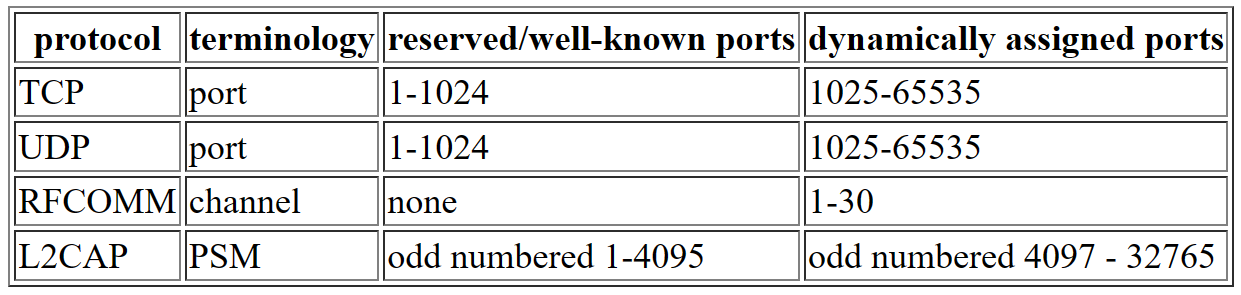 protocol terminology reserved/well-known ports dynamically assigned ports
TCP port 1-1024 1025-65535
UDP port 1-1024 1025-65535
RFCOMM channel none 1-30
L2CAP PSM odd numbered 1-4095 odd numbered 4097 - 32765